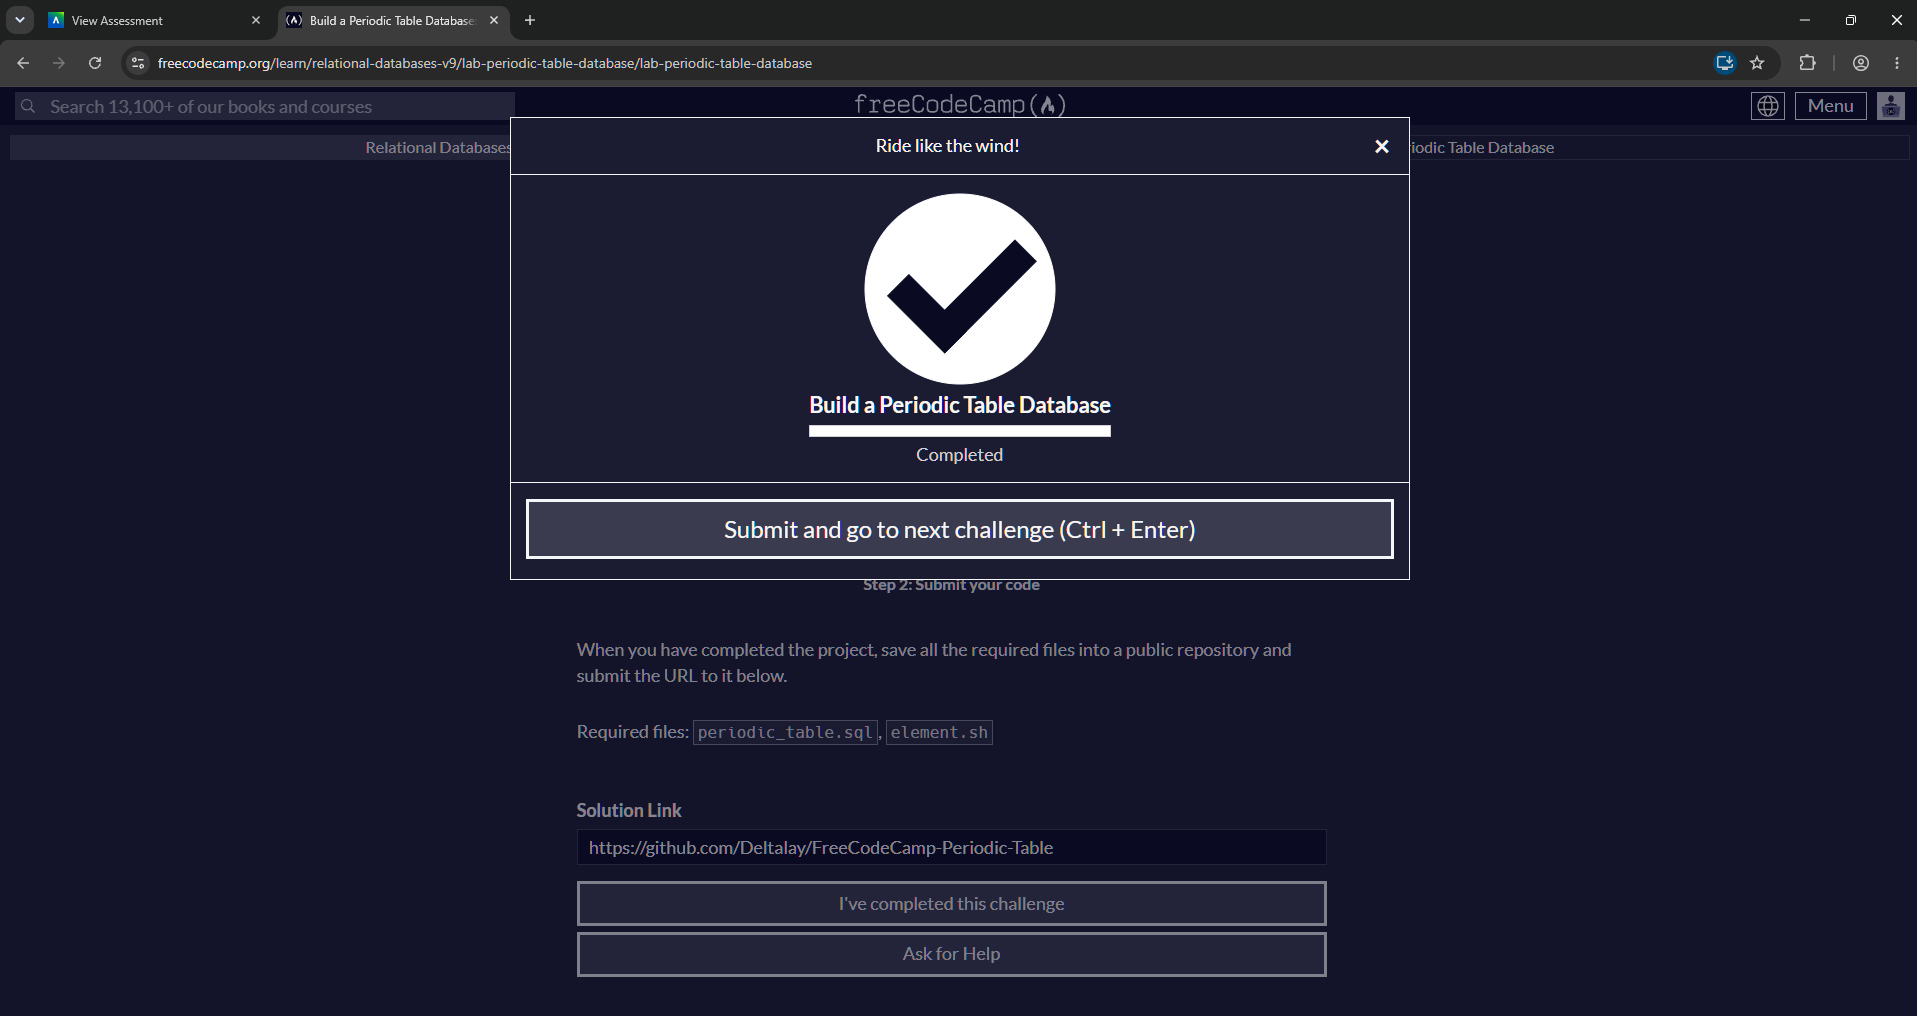 View Assessment
Build a Periodic Table Database
freecodecamp.org/learn/relational-databases-v9/lab-periodic-table-database/lab-periodic-table-database
Search 13,100+ of our books and courses
freeCodeCamp
Menu
Relational Databases
iodic Table Database
Ride like the wind!
Build a Periodic Table Database
Completed
Submit and go to next challenge (Ctrl + Enter)
Step 2: Submit your code
When you have completed the project, save all the required files into a public repository and
submit the URL to it below.
Required files: periodic_table.sql, element.sh
Solution Link
https://github.com/Deltalay/FreeCodeCamp-Periodic-Table
I've completed this challenge
Ask for Help